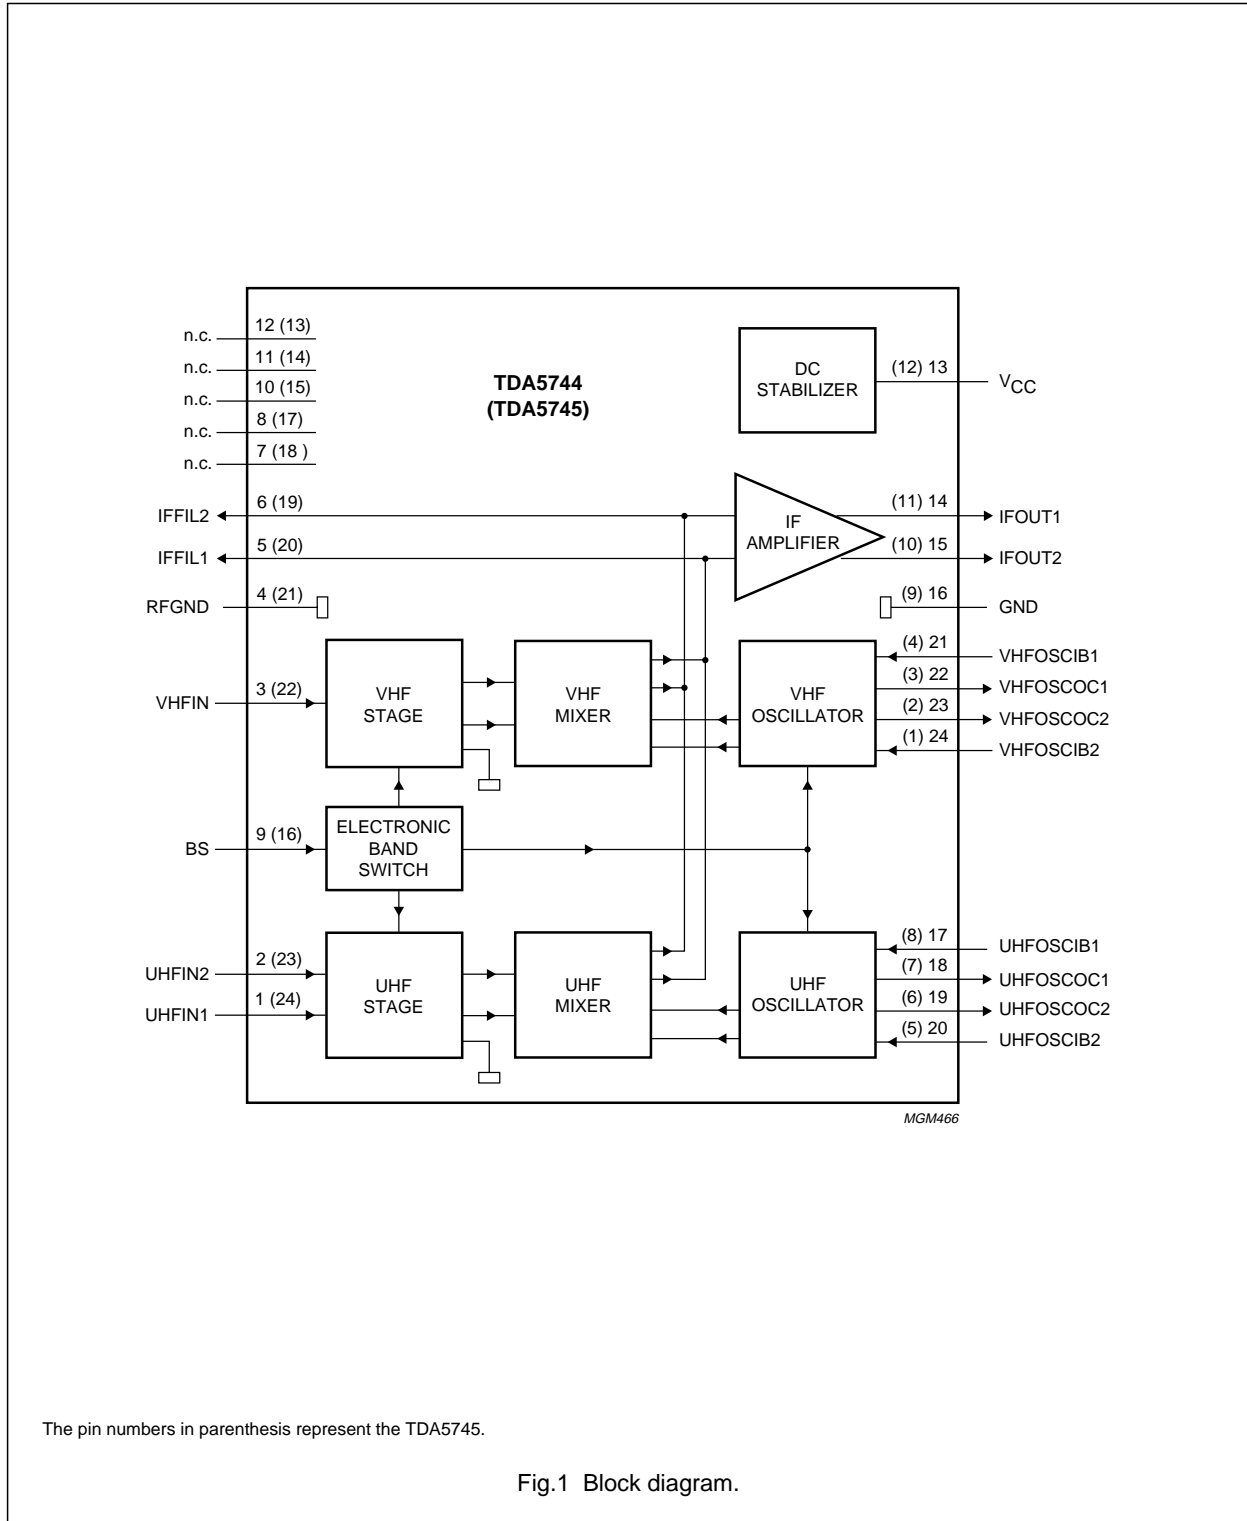 n.c.
12 (13)
n.c.
11 (14)
n.c.
10 (15)
n.c.
8 (17)
n.c.
7 (18 )
TDA5744
(TDA5745)
DC
STABILIZER
(12) 13
VCC
IFFIL2
6 (19)
IFFIL1
5 (20)
IF
AMPLIFIER
(11) 14
IFOUT1
(10) 15
IFOUT2
RFGND
4 (21)
(9) 16
GND
VHFIN
3 (22)
VHF
STAGE
VHF
MIXER
VHF
OSCILLATOR
(4) 21
VHFOSCIB1
(3) 22
VHFOSCOC1
(2) 23
VHFOSCOC2
(1) 24
VHFOSCIB2
BS
9 (16)
ELECTRONIC
BAND
SWITCH
UHFIN2
2 (23)
UHFIN1
1 (24)
UHF
STAGE
UHF
MIXER
UHF
OSCILLATOR
(8) 17
UHFOSCIB1
(7) 18
UHFOSCOC1
(6) 19
UHFOSCOC2
(5) 20
UHFOSCIB2
MGM466
The pin numbers in parenthesis represent the TDA5745.
Fig.1 Block diagram.